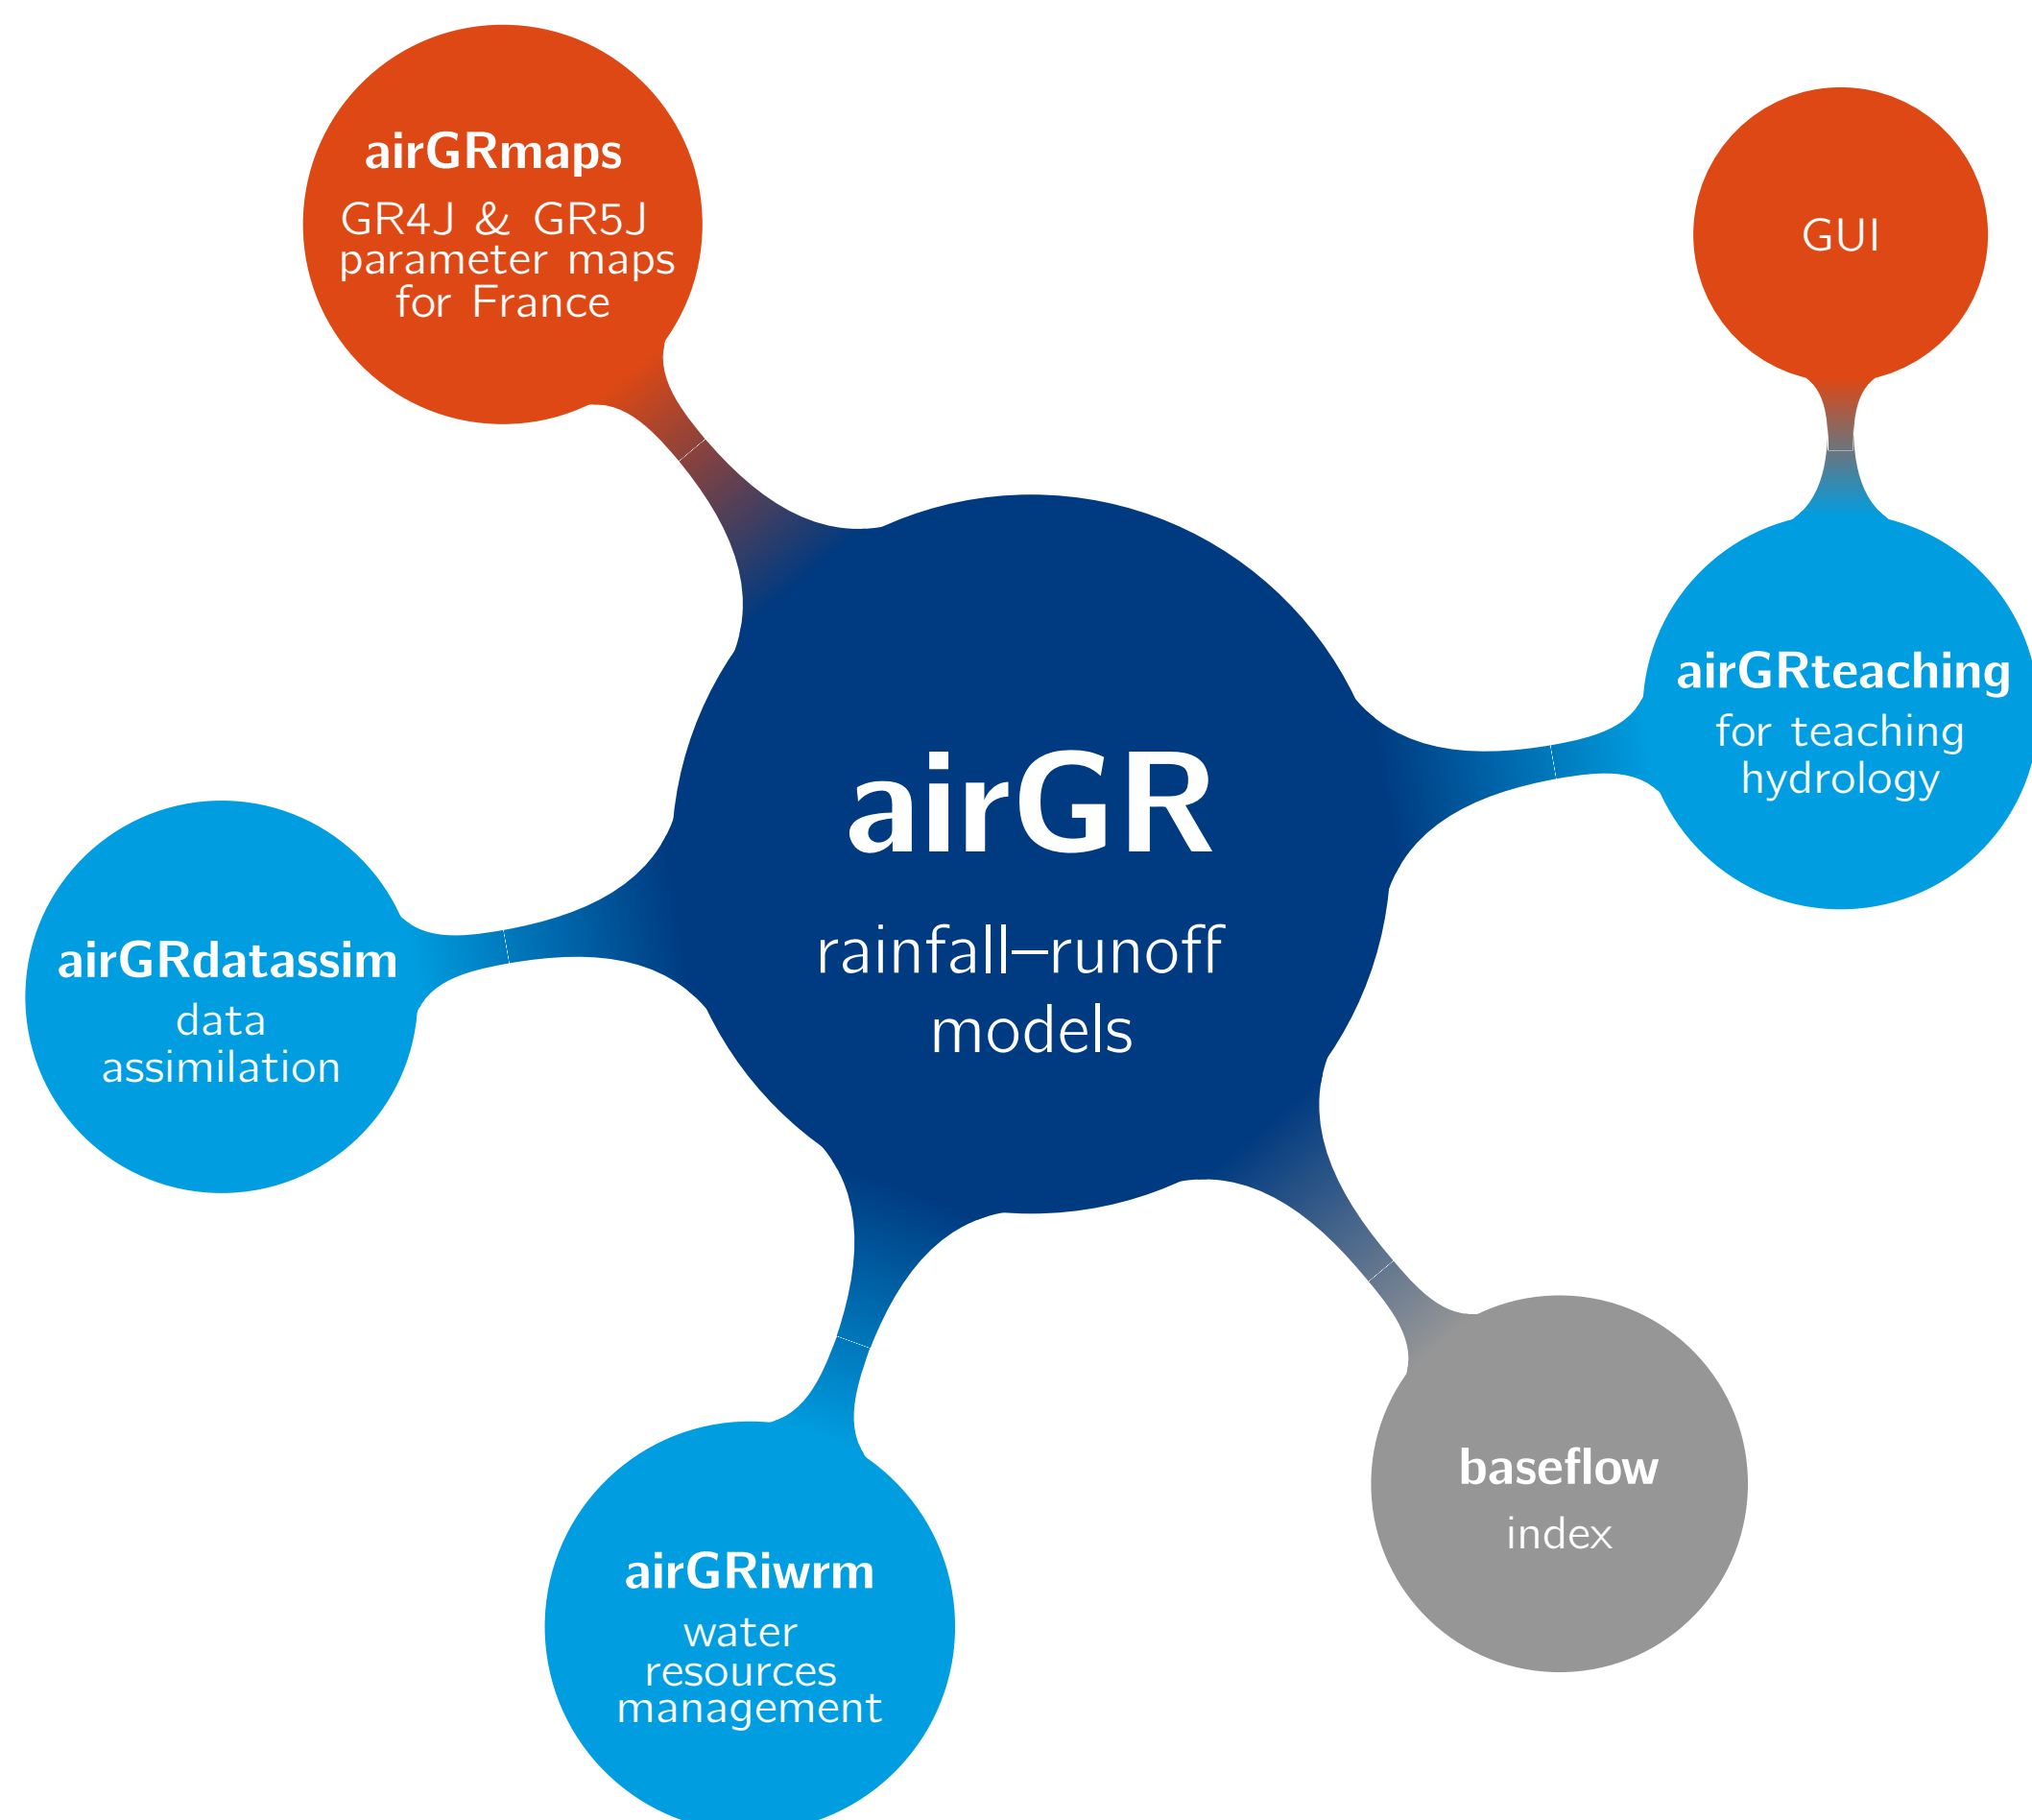 airGRmaps
GR4J & GR5J
parameter maps
for France
GUI
airGRteaching
for teaching
hydrology
airGR
rainfall–runoff
models
airGRdatassim
data
assimilation
baseflow
index
airGRiwrm
water
resources
management